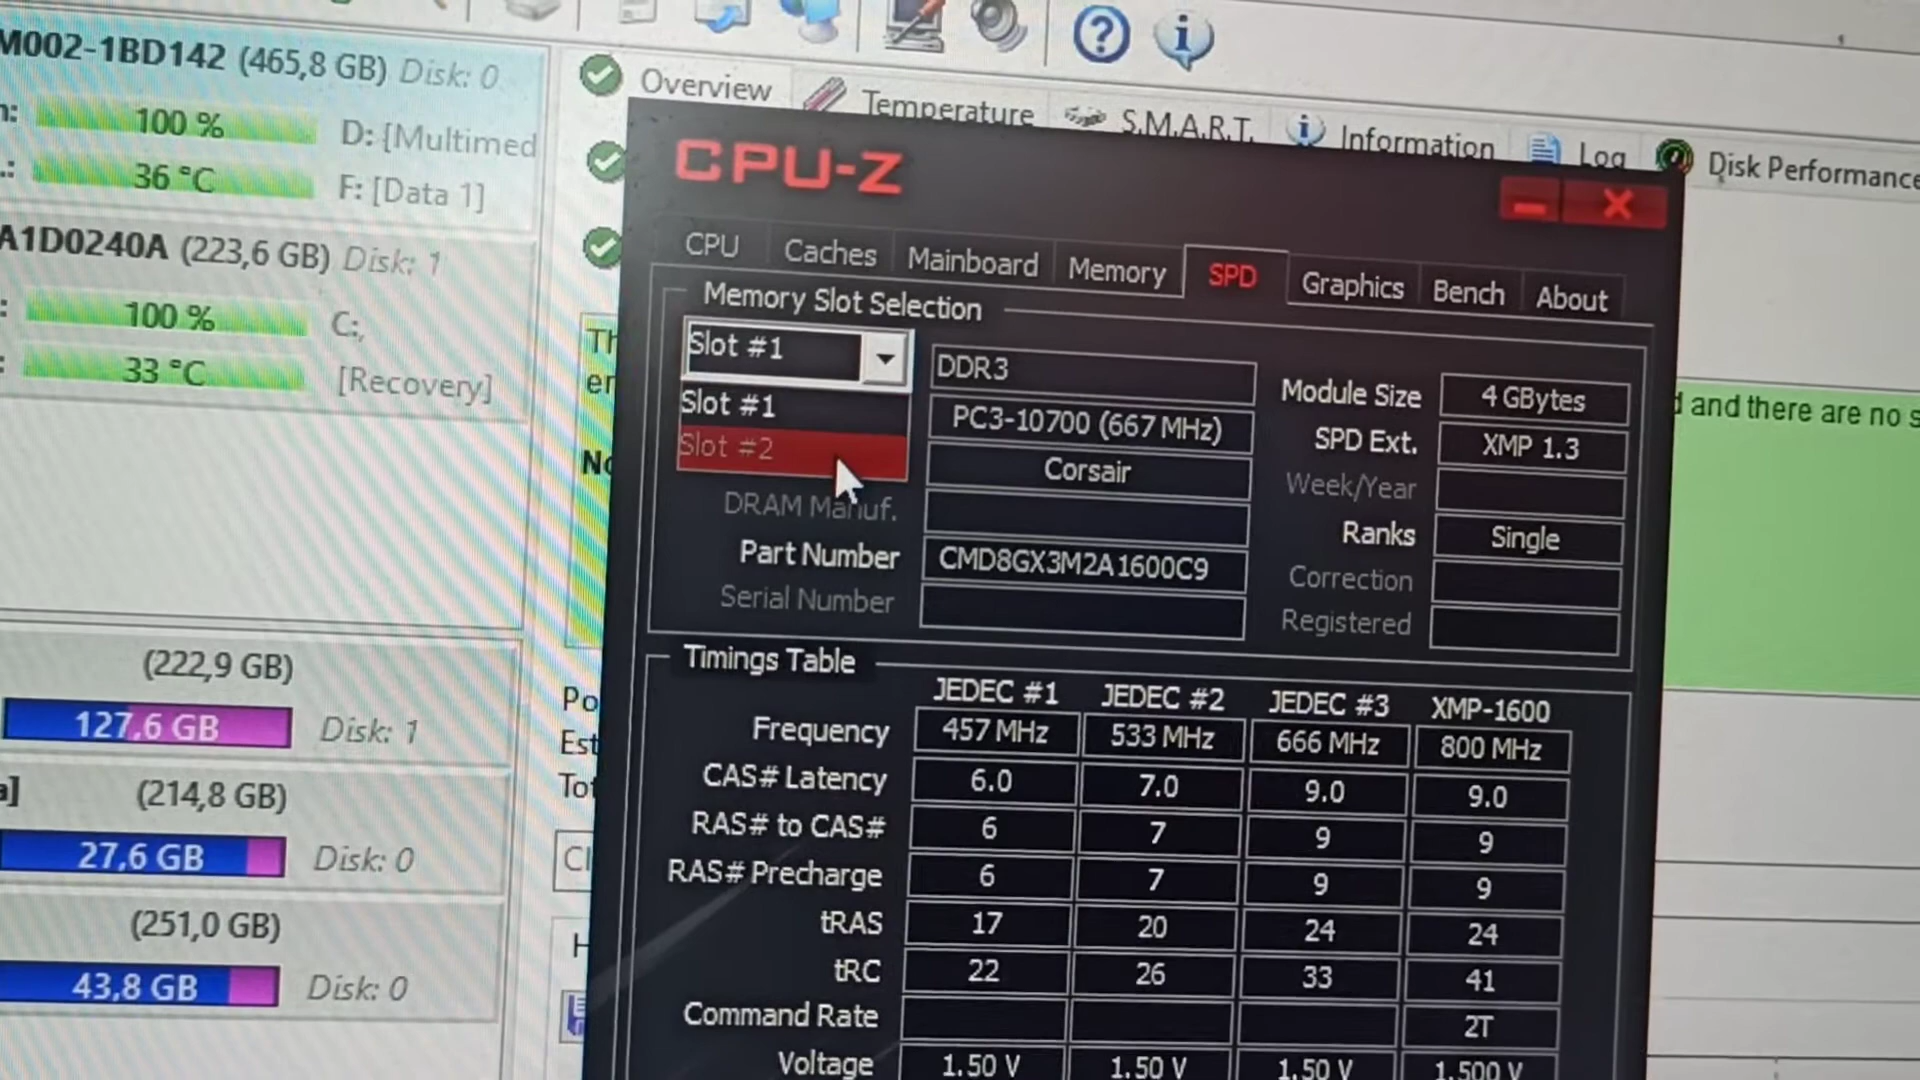 M002-1BD142 (465,8 GB) Disk: 0
100 % D: [Multimed
36 °C F: [Data 1]
A1D0240A (223,6 GB) Disk: 1
100 % C:,
33 °C [Recovery]
(222,9 GB)
127,6 GB Disk: 1
a] (214,8 GB)
27,6 GB Disk: 0
(251,0 GB)
43,8 GB Disk: 0
Overview Temperature S.M.A.R.T. Information Log Disk Performance
Th
er
No
d and there are no s
Po
Est
Tot
Cl
H
CPU-Z
CPU Caches Mainboard Memory SPD Graphics Bench About
Memory Slot Selection
Slot #1 DDR3 Module Size 4 GBytes
Slot #1 PC3-10700 (667 MHz) SPD Ext. XMP 1.3
Slot #2 Corsair Week/Year
DRAM Manuf. Ranks Single
Part Number CMD8GX3M2A1600C9 Correction
Serial Number Registered
Timings Table
JEDEC #1 JEDEC #2 JEDEC #3 XMP-1600
Frequency 457 MHz 533 MHz 666 MHz 800 MHz
CAS# Latency 6.0 7.0 9.0 9.0
RAS# to CAS# 6 7 9 9
RAS# Precharge 6 7 9 9
tRAS 17 20 24 24
tRC 22 26 33 41
Command Rate 2T
Voltage 1.50 V 1.50 V 1.50 V 1.500 V